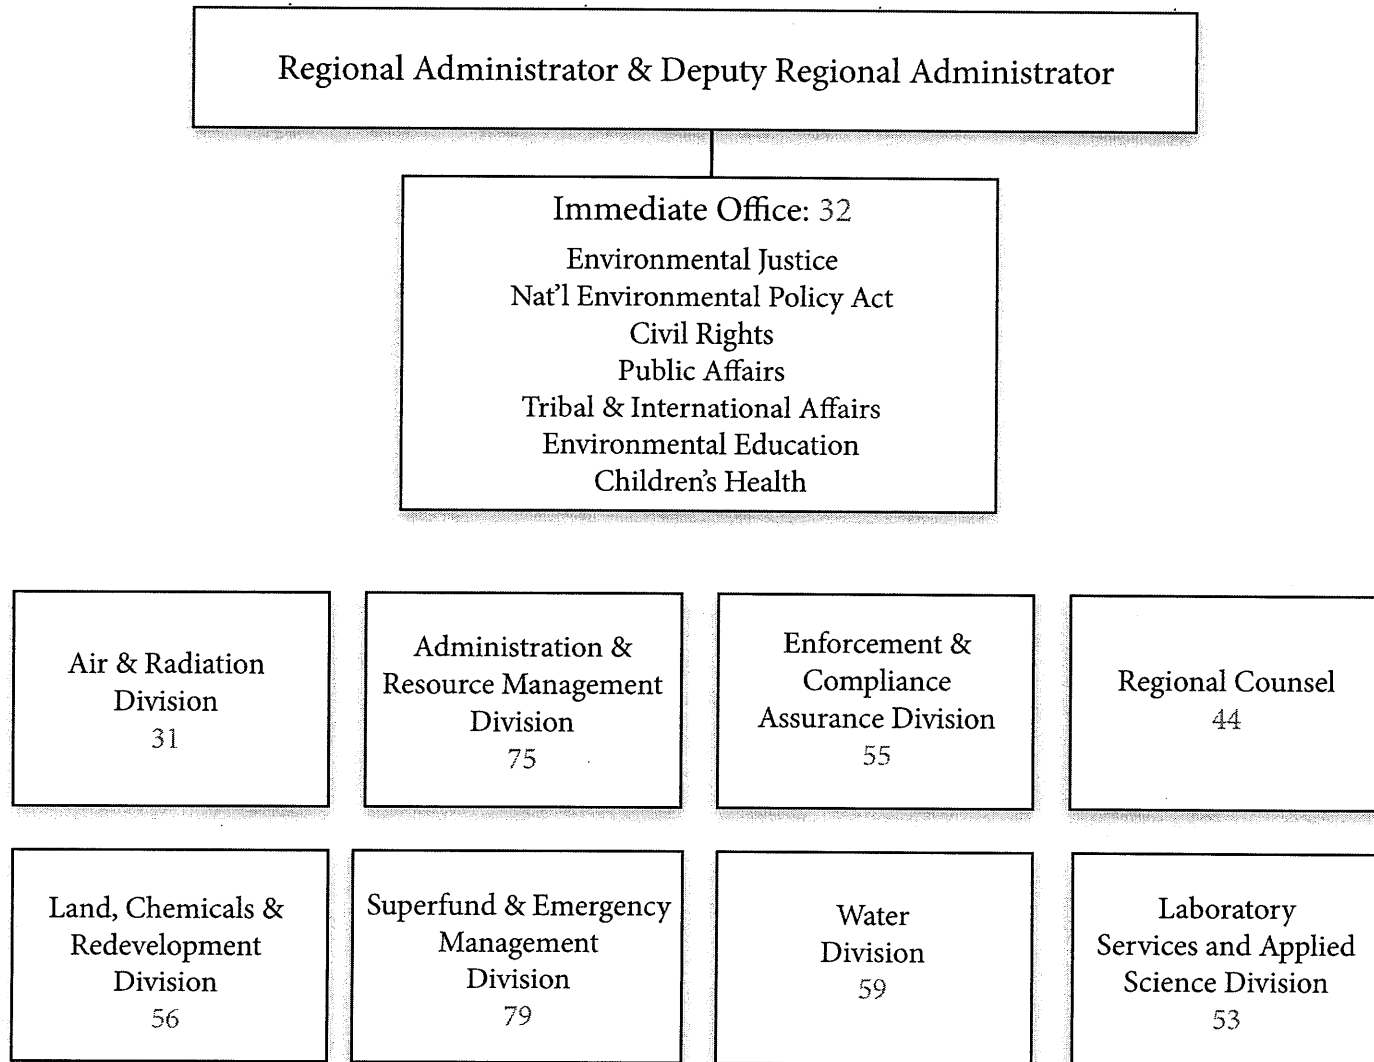 Regional Administrator & Deputy Regional Administrator
Immediate Office: 32
Environmental Justice
Nat’l Environmental Policy Act
Civil Rights
Public Affairs
Tribal & International Affairs
Environmental Education
Children’s Health
Air & Radiation
Division
31
Administration &
Resource Management
Division
75
Enforcement &
Compliance
Assurance Division
55
Regional Counsel
44
Land, Chemicals &
Redevelopment
Division
56
Superfund & Emergency
Management
Division
79
Water
Division
59
Laboratory
Services and Applied
Science Division
53